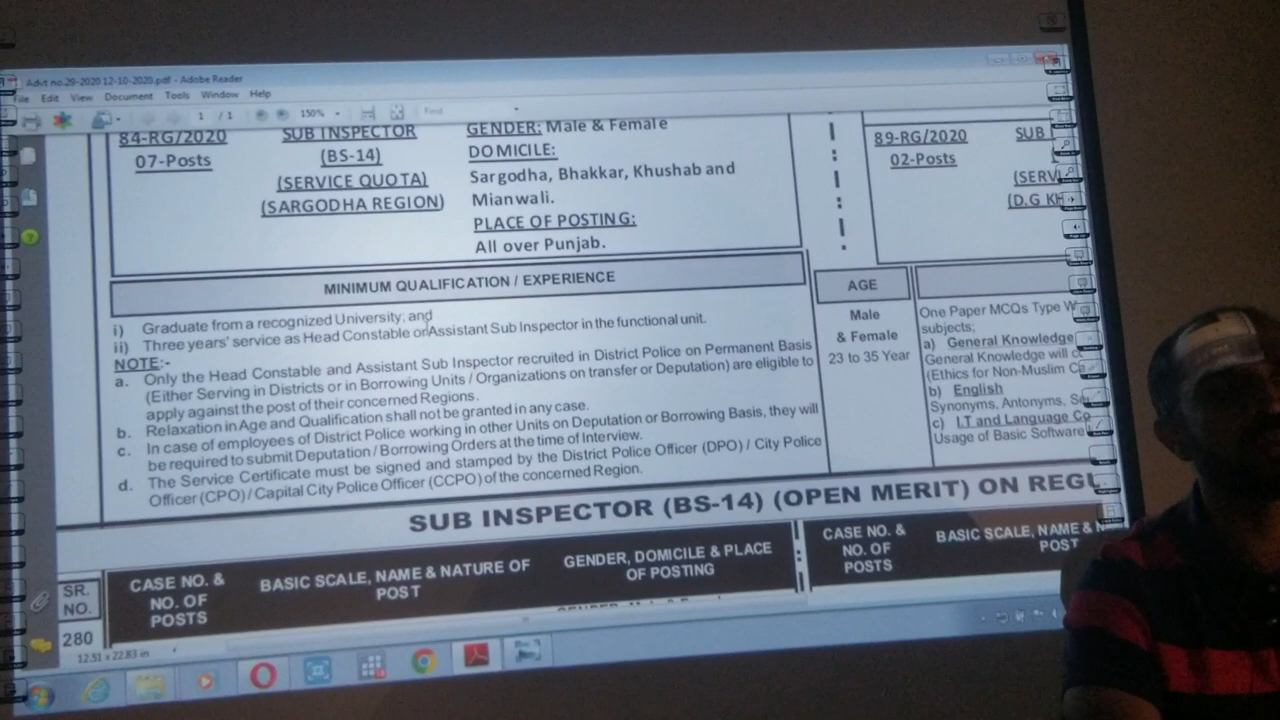 Advt no.29-2020 12-10-2020.pdf - Adobe Reader
File Edit View Document Tools Window Help
1 / 1 150% Find
84-RG/2020
07-Posts
SUB INSPECTOR
(BS-14)
(SERVICE QUOTA)
(SARGODHA REGION)
GENDER: Male & Female
DOMICILE:
Sargodha, Bhakkar, Khushab and
Mianwali.
PLACE OF POSTING:
All over Punjab.
89-RG/2020
02-Posts
SUB
(SERV
(D.G KH
MINIMUM QUALIFICATION / EXPERIENCE
i) Graduate from a recognized University; and
ii) Three years' service as Head Constable or Assistant Sub Inspector in the functional unit.
NOTE:-
a. Only the Head Constable and Assistant Sub Inspector recruited in District Police on Permanent Basis
(Either Serving in Districts or in Borrowing Units / Organizations on transfer or Deputation) are eligible to
apply against the post of their concerned Regions.
b. Relaxation in Age and Qualification shall not be granted in any case.
c. In case of employees of District Police working in other Units on Deputation or Borrowing Basis, they will
be required to submit Deputation / Borrowing Orders at the time of Interview.
d. The Service Certificate must be signed and stamped by the District Police Officer (DPO) / City Police
Officer (CPO) / Capital City Police Officer (CCPO) of the concerned Region.
AGE
Male
& Female
23 to 35 Year
One Paper MCQs Type W
subjects;
a) General Knowledge
General Knowledge will
(Ethics for Non-Muslim
b) English
Synonyms, Antonyms,
c) I.T and Language Co
Usage of Basic Software
SUB INSPECTOR (BS-14) (OPEN MERIT) ON REGU
SR.
NO.
CASE NO. &
NO. OF
POSTS
BASIC SCALE, NAME & NATURE OF
POST
GENDER, DOMICILE & PLACE
OF POSTING
CASE NO. &
NO. OF
POSTS
BASIC SCALE, NAME & N
POST
280
12.51 x 22.83 in